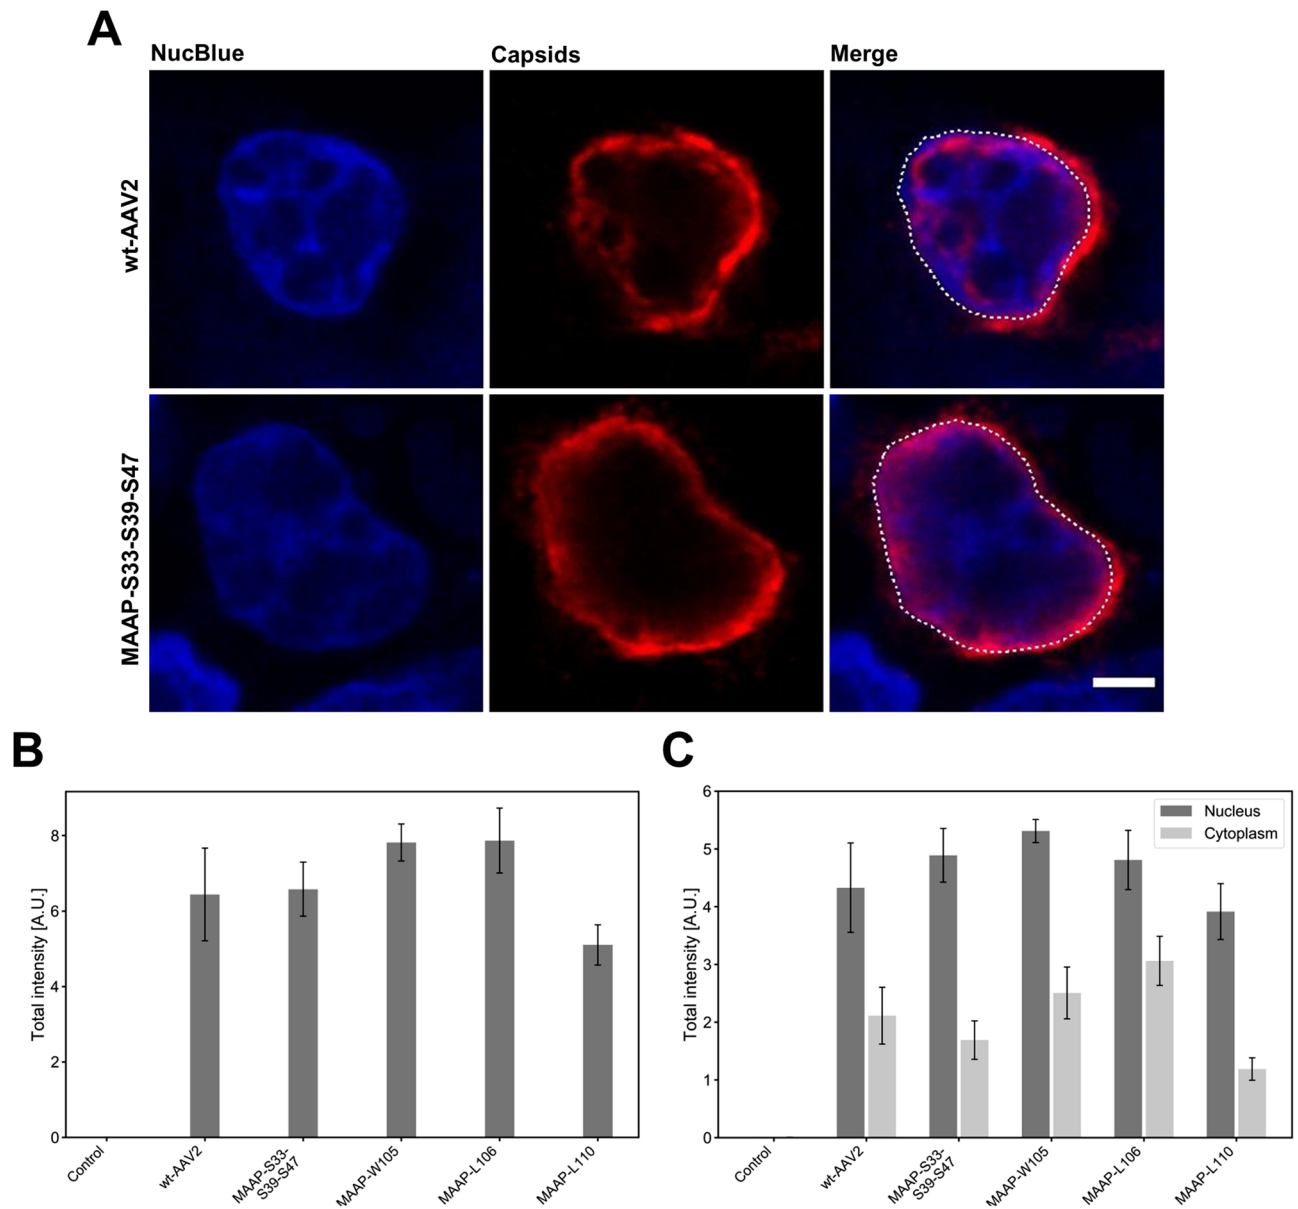 A
NucBlue
Capsids
Merge
wt-AAV2
MAAP-S33-S39-S47
B
Total intensity [A.U.]
8
6
4
2
0
Control
wt-AAV2
MAAP-S33-
S39-S47
MAAP-W105
MAAP-L106
MAAP-L110
C
Total intensity [A.U.]
6
5
4
3
2
1
0
Nucleus
Cytoplasm
Control
wt-AAV2
MAAP-S33-
S39-S47
MAAP-W105
MAAP-L106
MAAP-L110